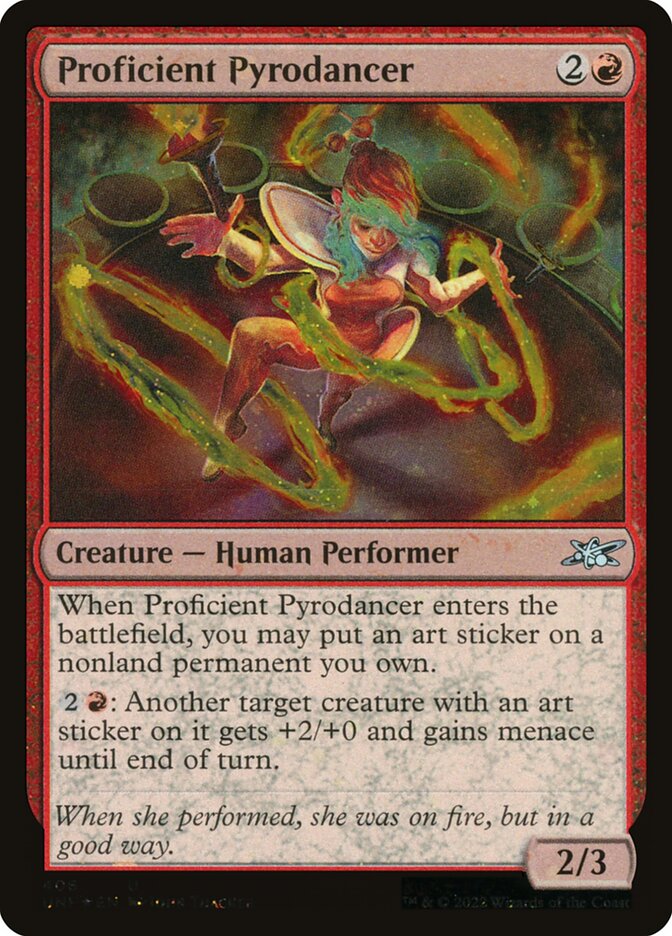 Proficient Pyrodancer 2
Creature — Human Performer
When Proficient Pyrodancer enters the
battlefield, you may put an art sticker on a
nonland permanent you own.
2 : Another target creature with an art
sticker on it gets +2/+0 and gains menace
until end of turn.
When she performed, she was on fire, but in a
good way.
2/3
™ & © 2022 Wizards of the Coast